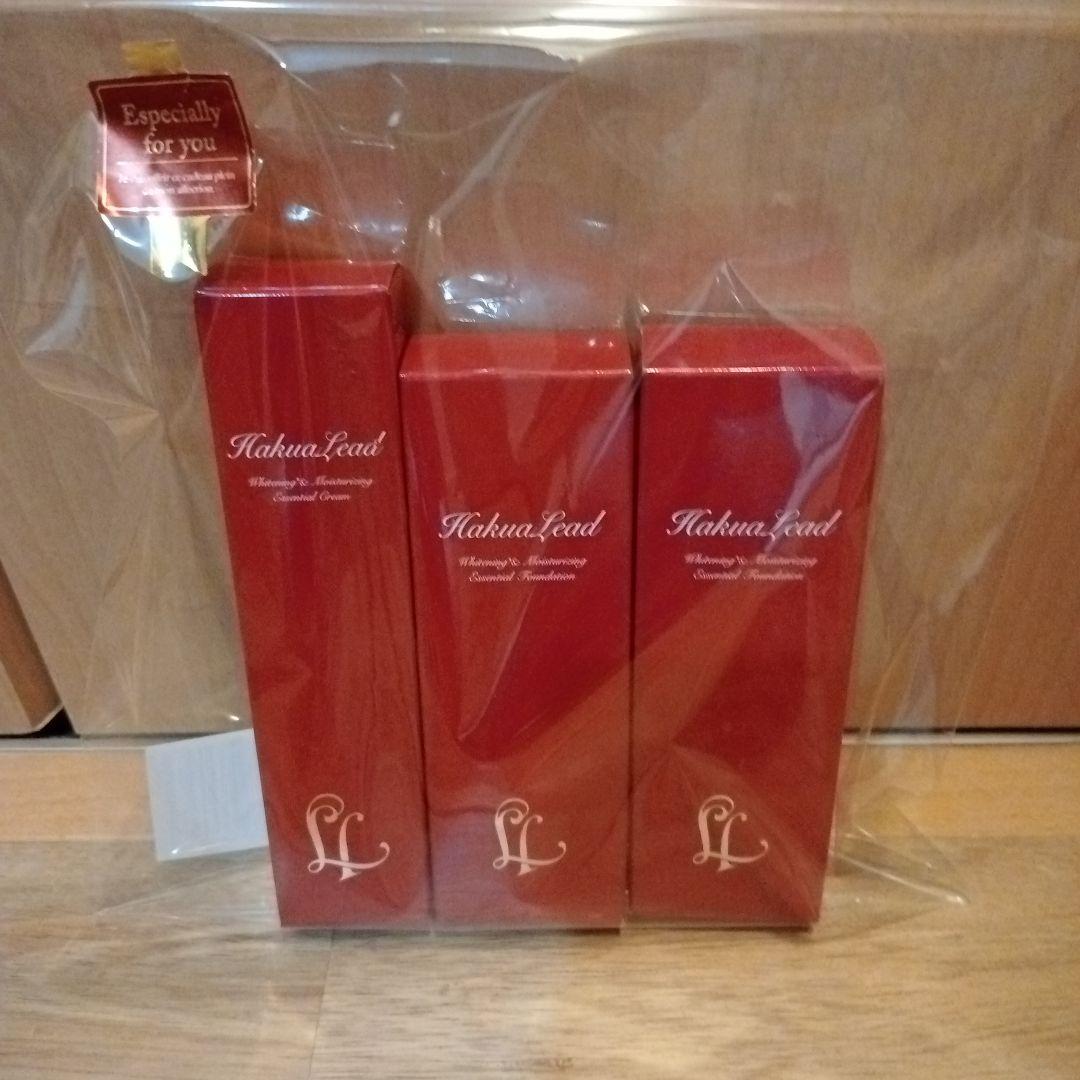 Especially
for you
HakuaLead
Whitening & Moisturizing
Essential Cream
HakuaLead
Whitening & Moisturizing
Essential Foundation
HakuaLead
Whitening & Moisturizing
Essential Foundation